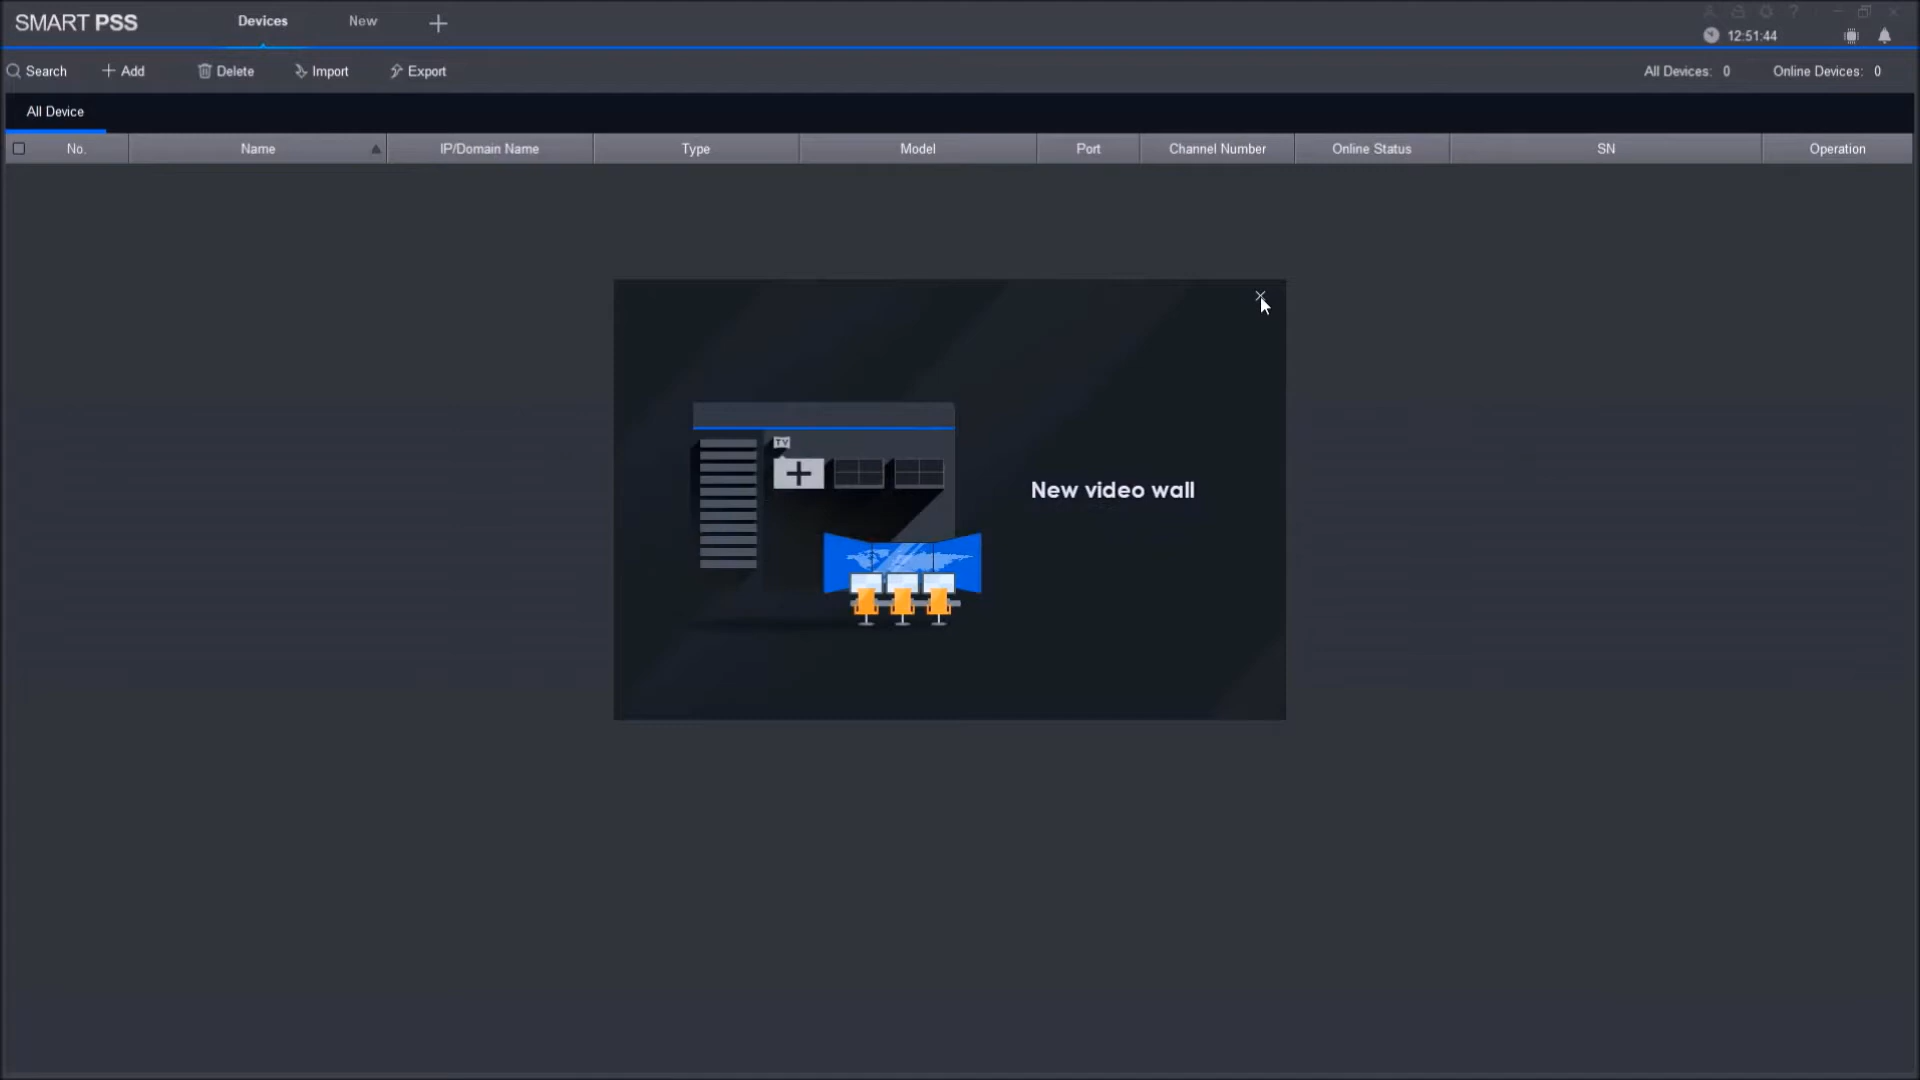 SMART PSS
Devices
New
12:51:44
Search
Add
Delete
Import
Export
All Devices: 0
Online Devices: 0
All Device
No.
Name
IP/Domain Name
Type
Model
Port
Channel Number
Online Status
SN
Operation
TV
New video wall